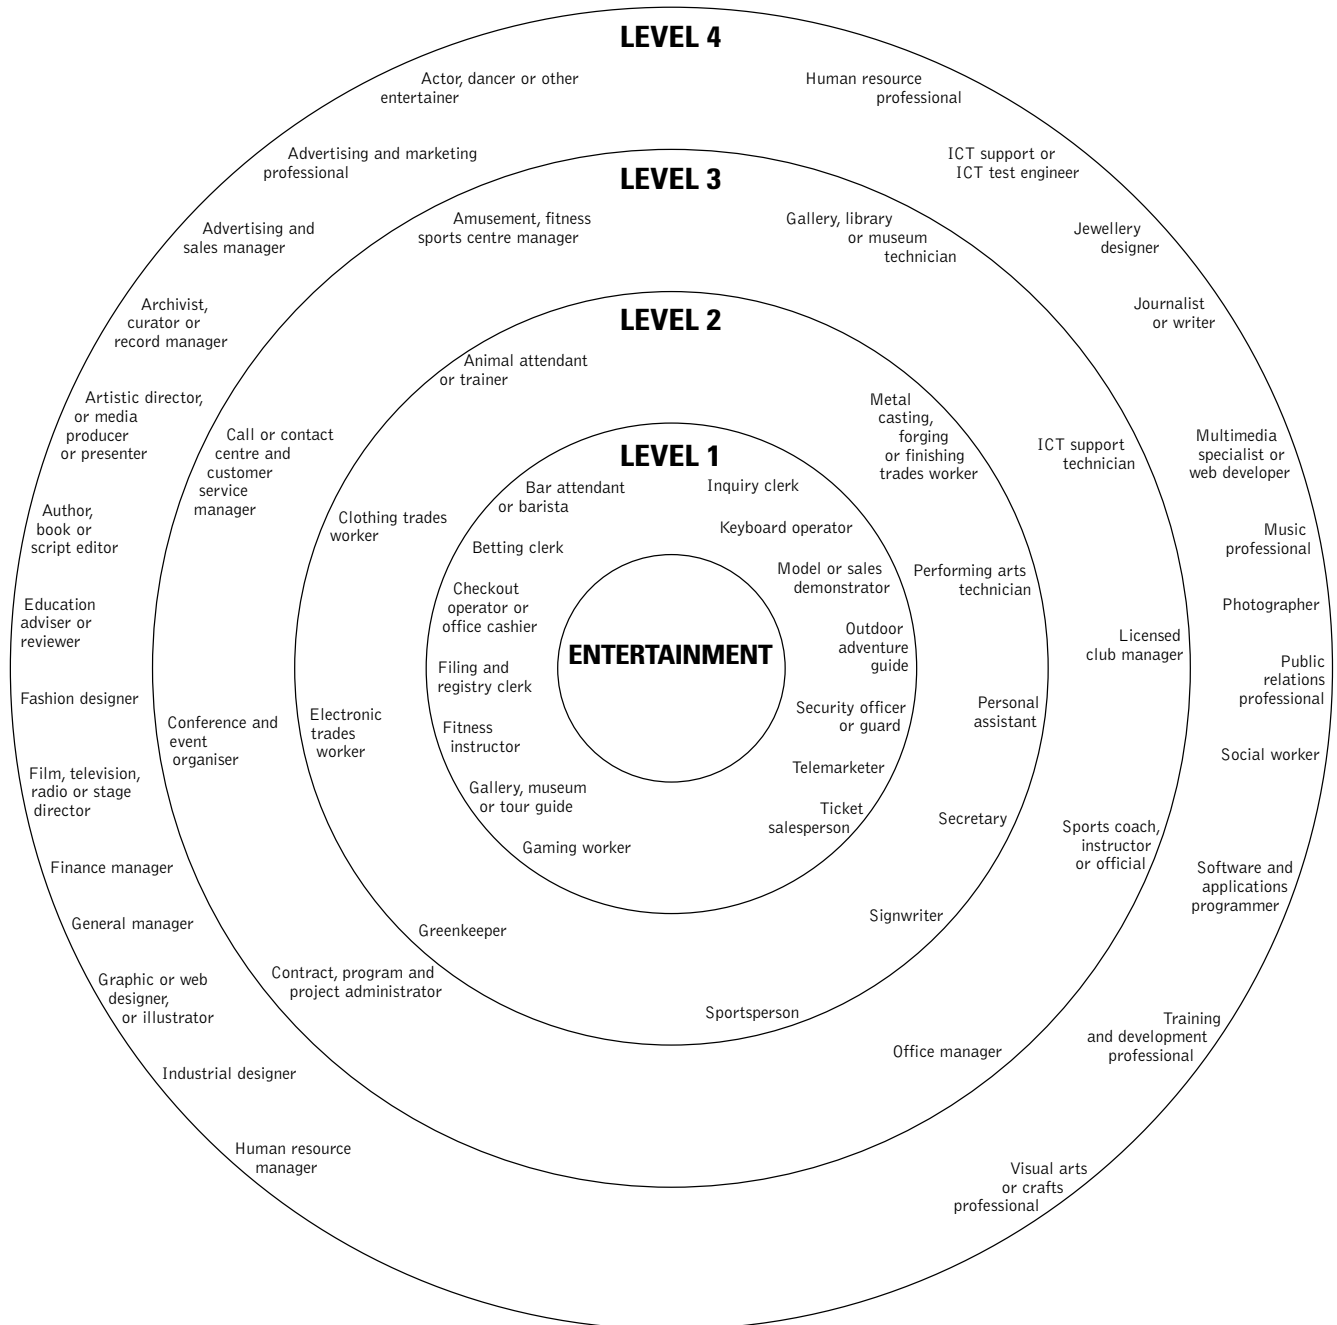 LEVEL 4
Actor, dancer or other
entertainer
Advertising and marketing
professional
Advertising and
sales manager
Archivist,
curator or
record manager
Artistic director,
or media
producer
or presenter
Author,
book or
script editor
Education
adviser or
reviewer
Fashion designer
Film, television,
radio or stage
director
Finance manager
General manager
Graphic or web
designer,
or illustrator
Industrial designer
Human resource
manager
Human resource
professional
ICT support or
ICT test engineer
Jewellery
designer
Journalist
or writer
Multimedia
specialist or
web developer
Music
professional
Photographer
Public
relations
professional
Social worker
Software and
applications
programmer
Training
and development
professional
Visual arts
or crafts
professional
LEVEL 3
Amusement, fitness
sports centre manager
Call or contact
centre and
customer
service
manager
Conference and
event
organiser
Contract, program and
project administrator
Gallery, library
or museum
technician
ICT support
technician
Licensed
club manager
Sports coach,
instructor
or official
Office manager
LEVEL 2
Animal attendant
or trainer
Clothing trades
worker
Electronic
trades
worker
Greenkeeper
Metal
casting,
forging
or finishing
trades worker
Performing arts
technician
Personal
assistant
Secretary
Signwriter
Sportsperson
LEVEL 1
Bar attendant
or barista
Betting clerk
Checkout
operator or
office cashier
Filing and
registry clerk
Fitness
instructor
Gallery, museum
or tour guide
Gaming worker
Inquiry clerk
Keyboard operator
Model or sales
demonstrator
Outdoor
adventure
guide
Security officer
or guard
Telemarketer
Ticket
salesperson
ENTERTAINMENT